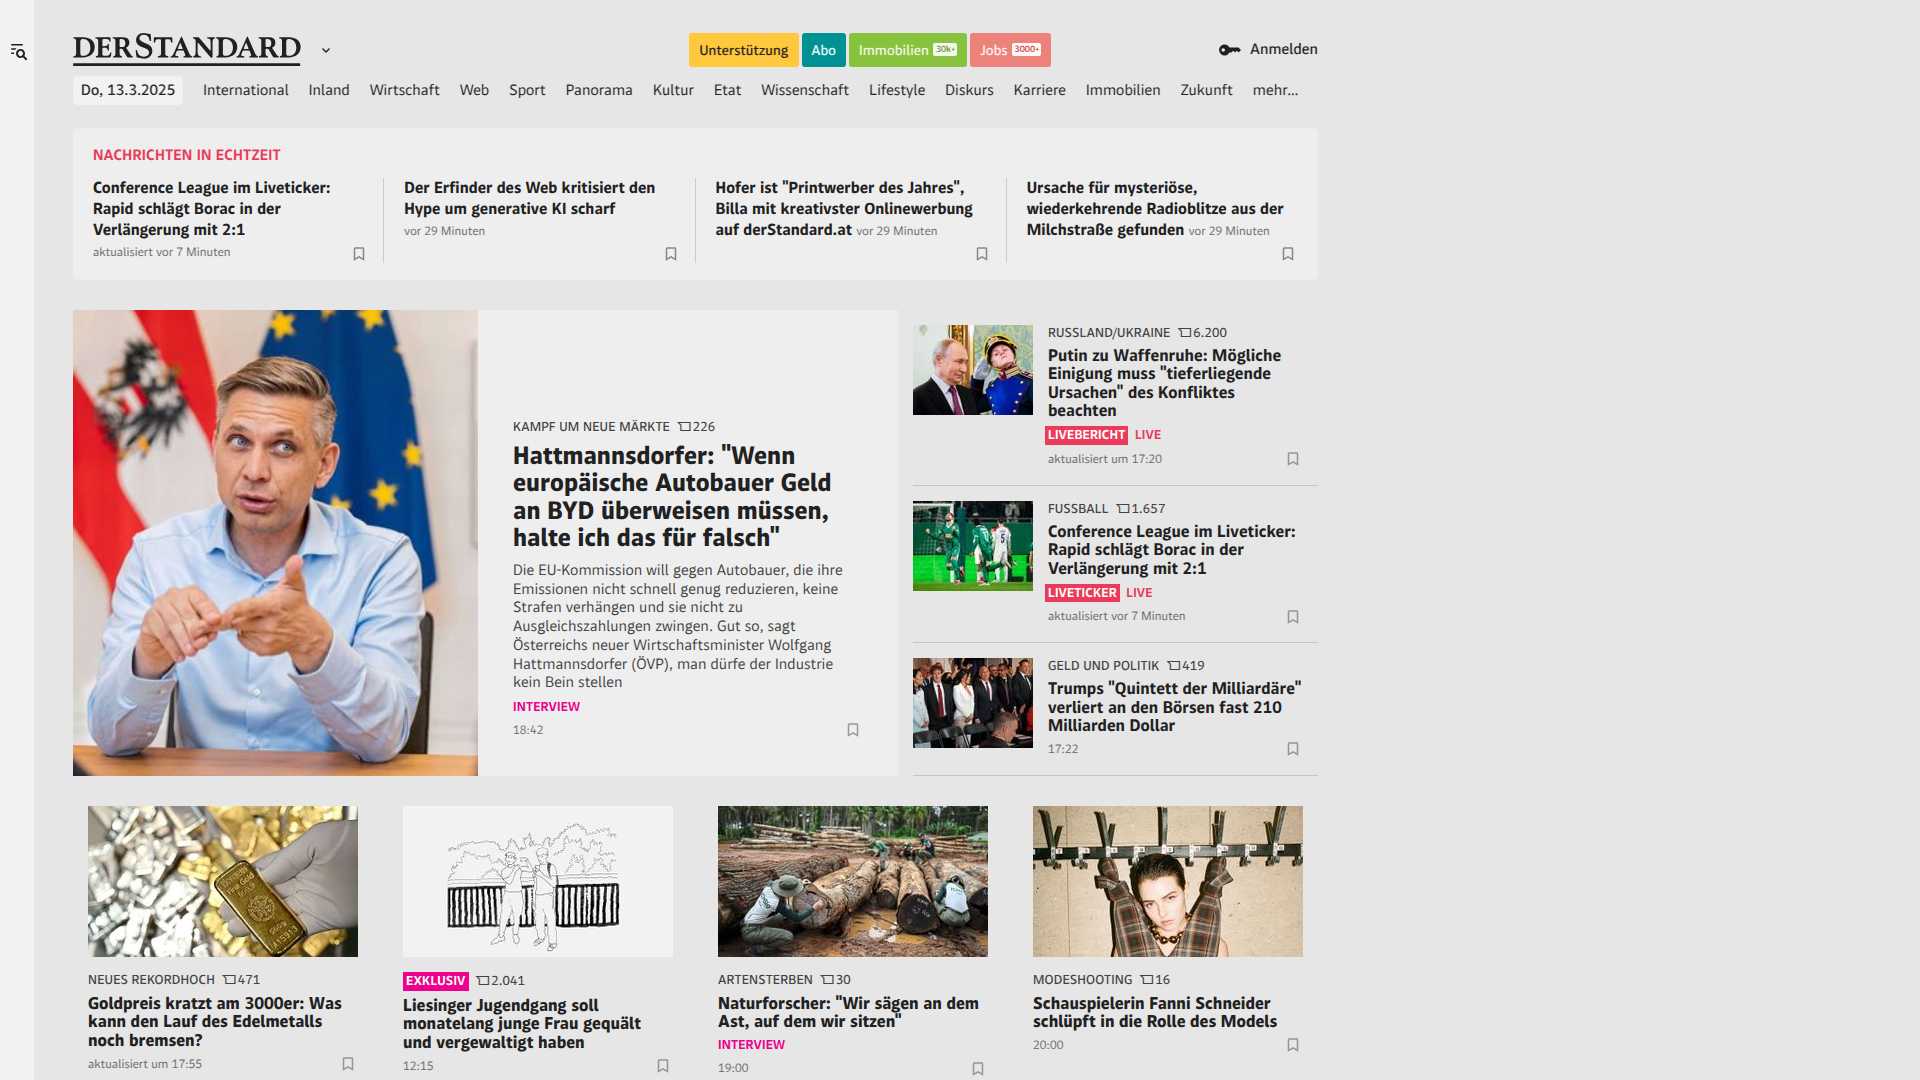 DERSTANDARD
Unterstützung
Abo
Immobilien 30k+
Jobs 3000+
Anmelden
Do, 13.3.2025
International
Inland
Wirtschaft
Web
Sport
Panorama
Kultur
Etat
Wissenschaft
Lifestyle
Diskurs
Karriere
Immobilien
Zukunft
mehr...
NACHRICHTEN IN ECHTZEIT
Conference League im Liveticker:
Rapid schlägt Borac in der
Verlängerung mit 2:1
aktualisiert vor 7 Minuten
Der Erfinder des Web kritisiert den
Hype um generative KI scharf
vor 29 Minuten
Hofer ist "Printwerber des Jahres",
Billa mit kreativster Onlinewerbung
auf derStandard.at vor 29 Minuten
Ursache für mysteriöse,
wiederkehrende Radioblitze aus der
Milchstraße gefunden vor 29 Minuten
KAMPF UM NEUE MÄRKTE 226
Hattmannsdorfer: "Wenn
europäische Autobauer Geld
an BYD überweisen müssen,
halte ich das für falsch"
Die EU-Kommission will gegen Autobauer, die ihre
Emissionen nicht schnell genug reduzieren, keine
Strafen verhängen und sie nicht zu
Ausgleichszahlungen zwingen. Gut so, sagt
Österreichs neuer Wirtschaftsminister Wolfgang
Hattmannsdorfer (ÖVP), man dürfe der Industrie
kein Bein stellen
INTERVIEW
18:42
RUSSLAND/UKRAINE 6.200
Putin zu Waffenruhe: Mögliche
Einigung muss "tieferliegende
Ursachen" des Konfliktes
beachten
LIVEBERICHT LIVE
aktualisiert um 17:20
FUSSBALL 1.657
Conference League im Liveticker:
Rapid schlägt Borac in der
Verlängerung mit 2:1
LIVETICKER LIVE
aktualisiert vor 7 Minuten
GELD UND POLITIK 419
Trumps "Quintett der Milliardäre"
verliert an den Börsen fast 210
Milliarden Dollar
17:22
NEUES REKORDHOCH 471
Goldpreis kratzt am 3000er: Was
kann den Lauf des Edelmetalls
noch bremsen?
aktualisiert um 17:55
EXKLUSIV 2.041
Liesinger Jugendgang soll
monatelang junge Frau gequält
und vergewaltigt haben
12:15
ARTENSTERBEN 30
Naturforscher: "Wir sägen an dem
Ast, auf dem wir sitzen"
INTERVIEW
19:00
MODESHOOTING 16
Schauspielerin Fanni Schneider
schlüpft in die Rolle des Models
20:00